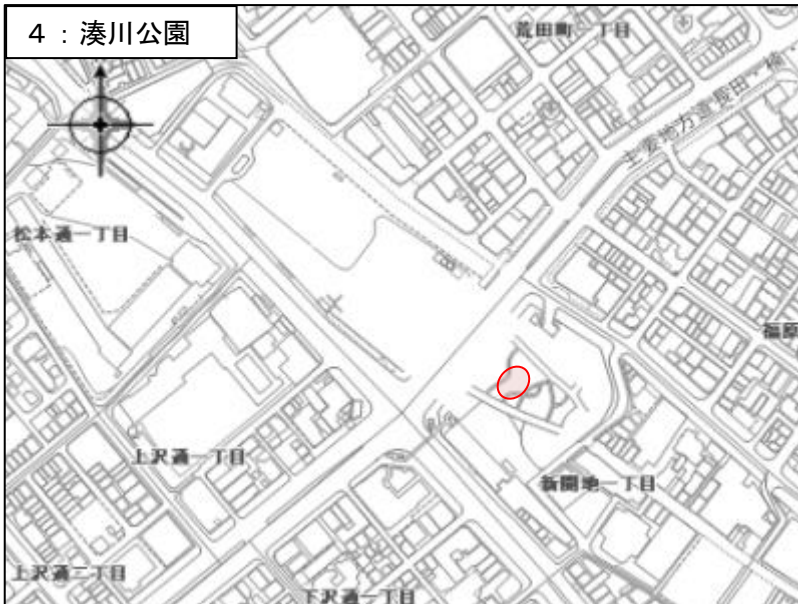 4：湊川公園
荒田町一丁目
主要地方道長田・楠
松本通一丁目
福原
上沢通一丁目
新開地一丁目
上沢通二丁目
下沢通一丁目